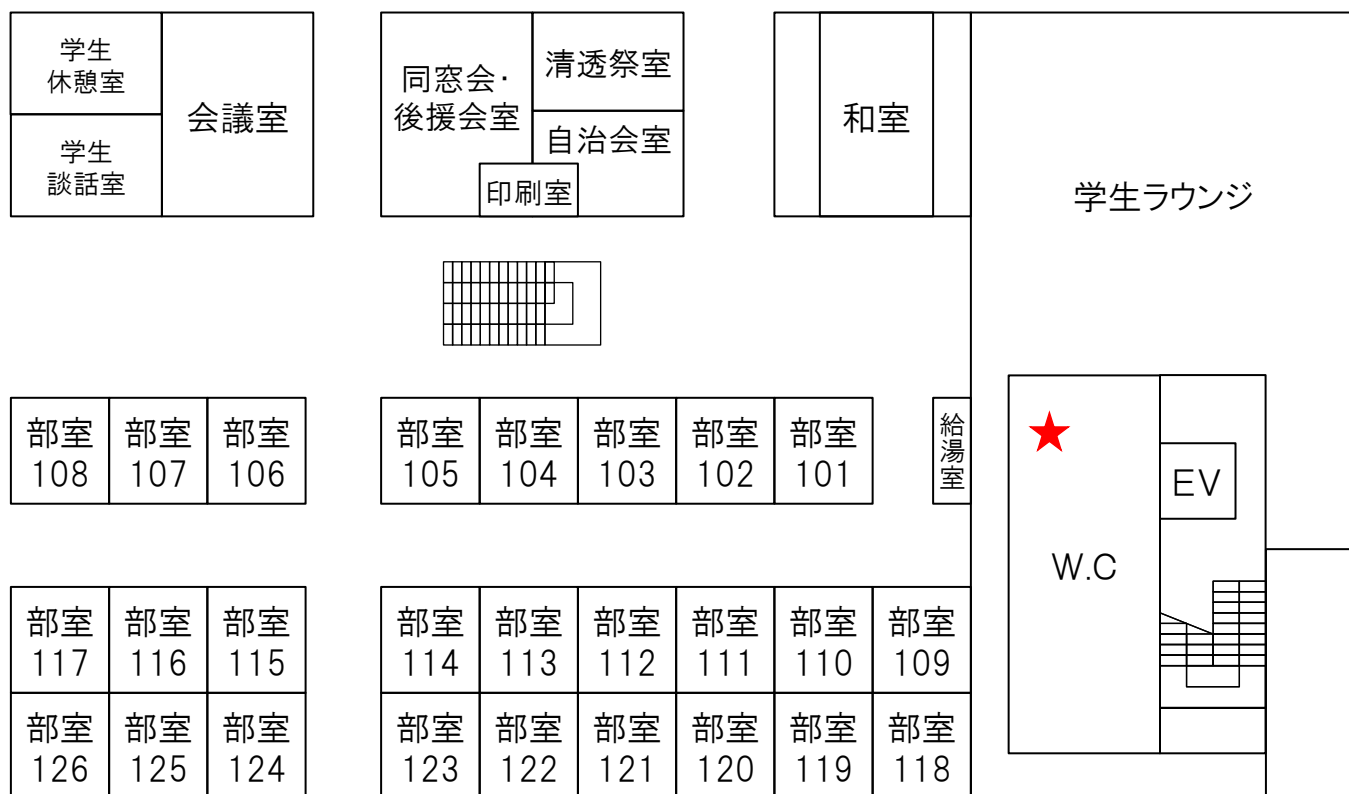 学生
休憩室
学生
談話室
会議室
同窓会・
後援会室
清透祭室
自治会室
印刷室
和室
学生ラウンジ
部室
108
部室
107
部室
106
部室
105
部室
104
部室
103
部室
102
部室
101
給湯室
EV
W.C
部室
117
部室
116
部室
115
部室
114
部室
113
部室
112
部室
111
部室
110
部室
109
部室
126
部室
125
部室
124
部室
123
部室
122
部室
121
部室
120
部室
119
部室
118